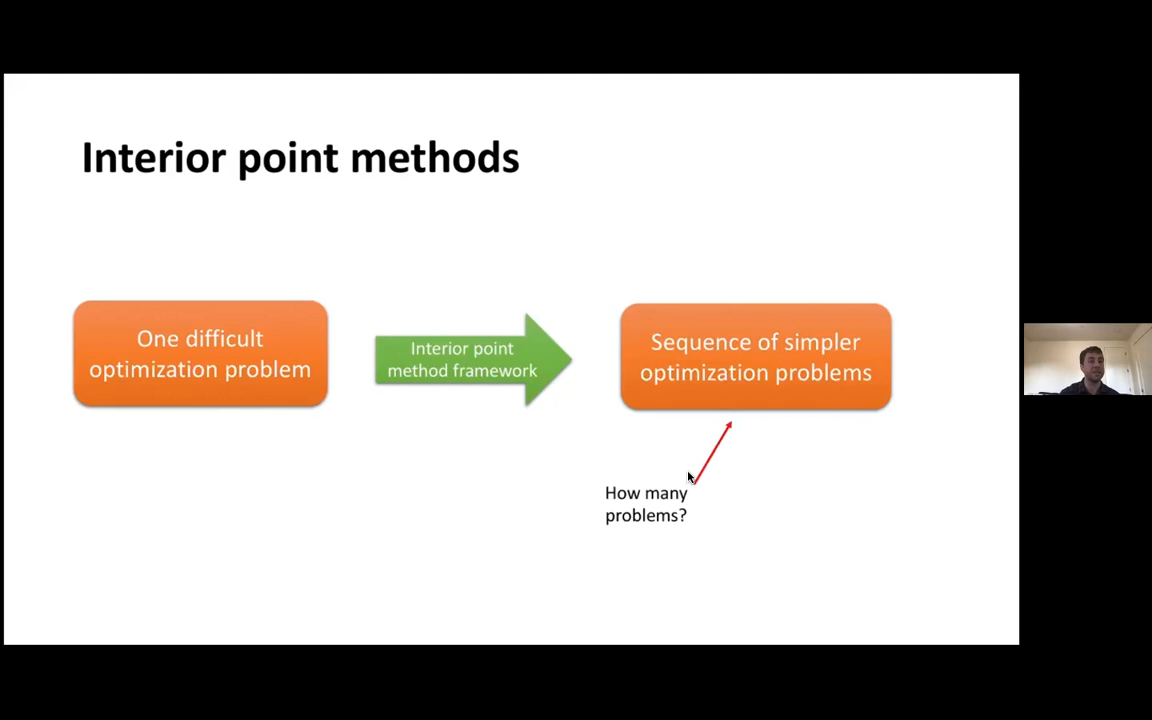 Interior point methods
One difficult
optimization problem
Interior point
method framework
Sequence of simpler
optimization problems
How many
problems?